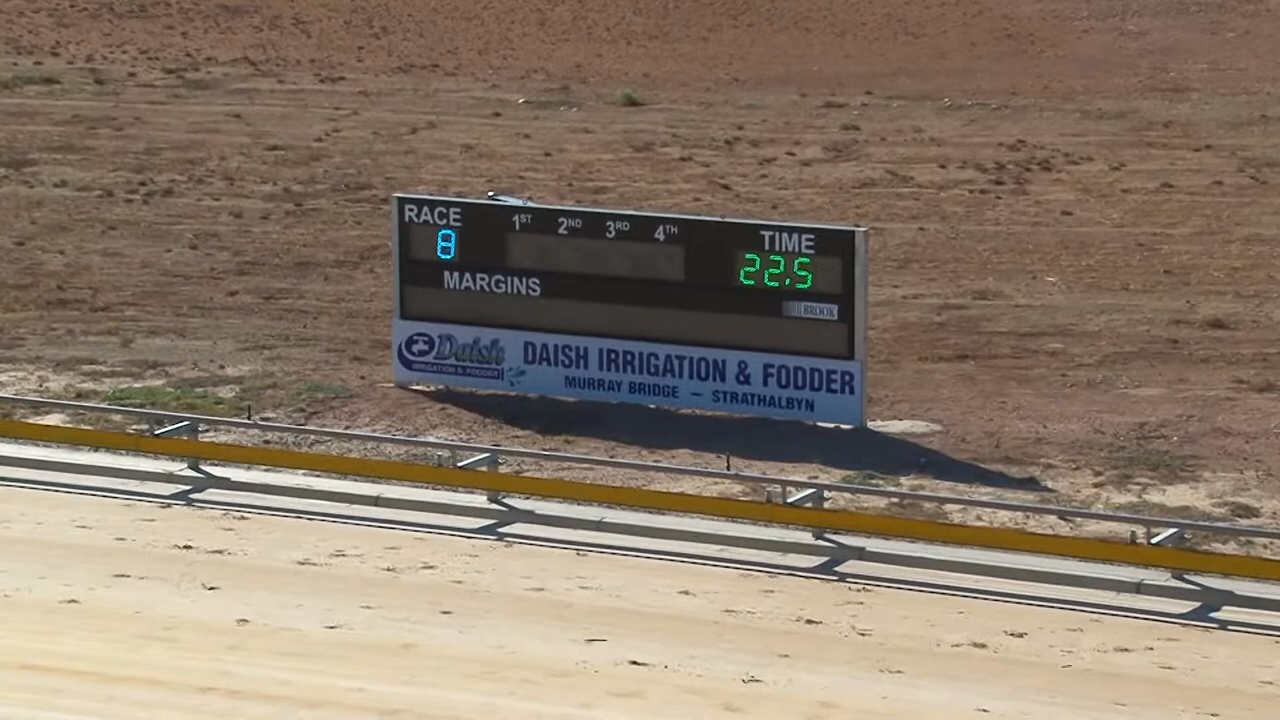 RACE 1ST 2ND 3RD 4TH TIME
8 22.5
MARGINS
BROOK
Daish DAISH IRRIGATION & FODDER
IRRIGATION & FODDER
MURRAY BRIDGE – STRATHALBYN